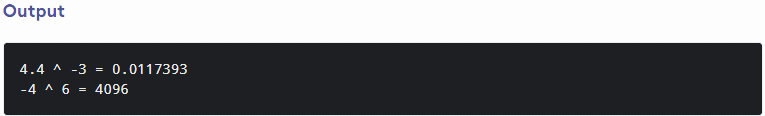 Output
4.4 ^ -3 = 0.0117393
-4 ^ 6 = 4096